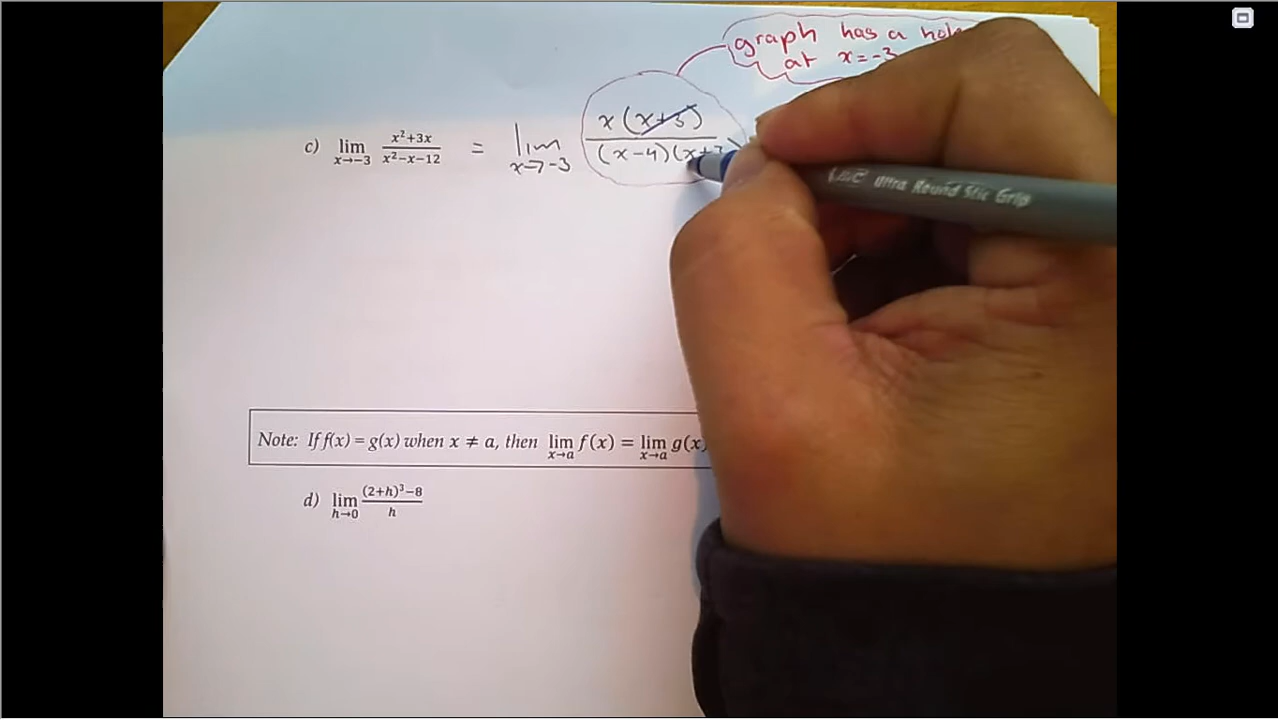 graph has a hole
at x=-3
c) lim x→-3 x²+3x / x²-x-12 = lim x→-3 x(x+3) / (x-4)(x+3)
BIC Ultra Round Stic Grip
Note: If f(x) = g(x) when x ≠ a, then lim x→a f(x) = lim x→a g(x)
d) lim h→0 (2+h)³-8 / h